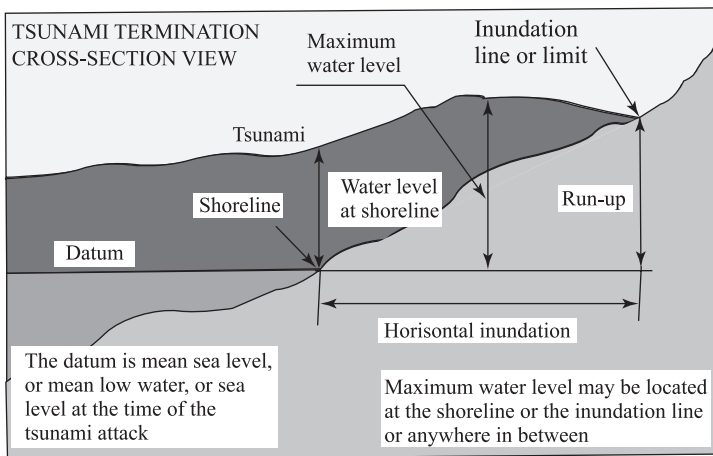 TSUNAMI TERMINATION
CROSS-SECTION VIEW
Maximum
water level
Inundation
line or limit
Tsunami
Shoreline
Water level
at shoreline
Run-up
Datum
Horisontal inundation
The datum is mean sea level,
or mean low water, or sea
level at the time of the
tsunami attack
Maximum water level may be located
at the shoreline or the inundation line
or anywhere in between